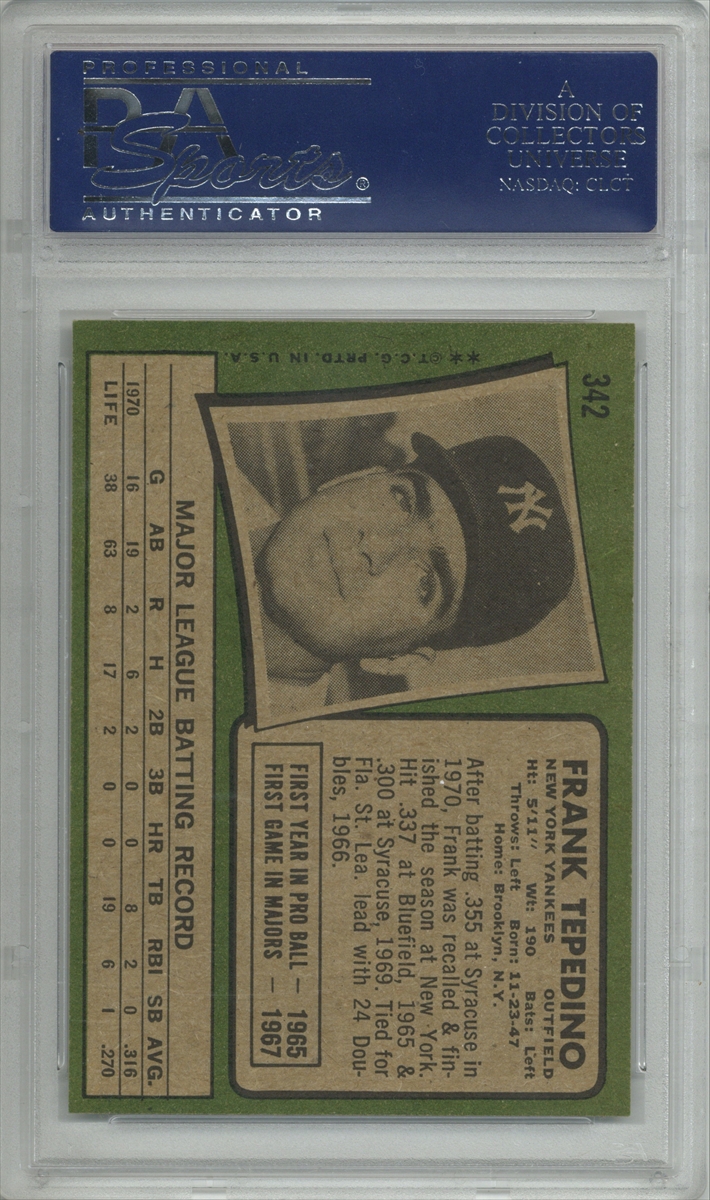 PROFESSIONAL
PSA
Sports®
AUTHENTICATOR
A
DIVISION OF
COLLECTORS
UNIVERSE
NASDAQ: CLCT
342
NY
FRANK TEPEDINO
NEW YORK YANKEES OUTFIELD
Ht: 5/11" Wt: 190 Bats: Left
Throws: Left Born: 11-23-47
Home: Brooklyn, N.Y.
After batting .355 at Syracuse in
1970, Frank was recalled & fin-
ished the season at New York.
Hit .337 at Bluefield, 1965 &
.300 at Syracuse, 1969. Tied for
Fla. St. Lea. lead with 24 Dou-
bles, 1966.
FIRST YEAR IN PRO BALL — 1965
FIRST GAME IN MAJORS — 1967
**©T.C.G. PRTD. IN U.S.A.
MAJOR LEAGUE BATTING RECORD
G AB R H 2B 3B HR TB RBI SB AVG.
1970 16 19 2 6 2 0 0 8 2 0 .316
LIFE 38 63 8 17 2 0 0 19 6 1 .270